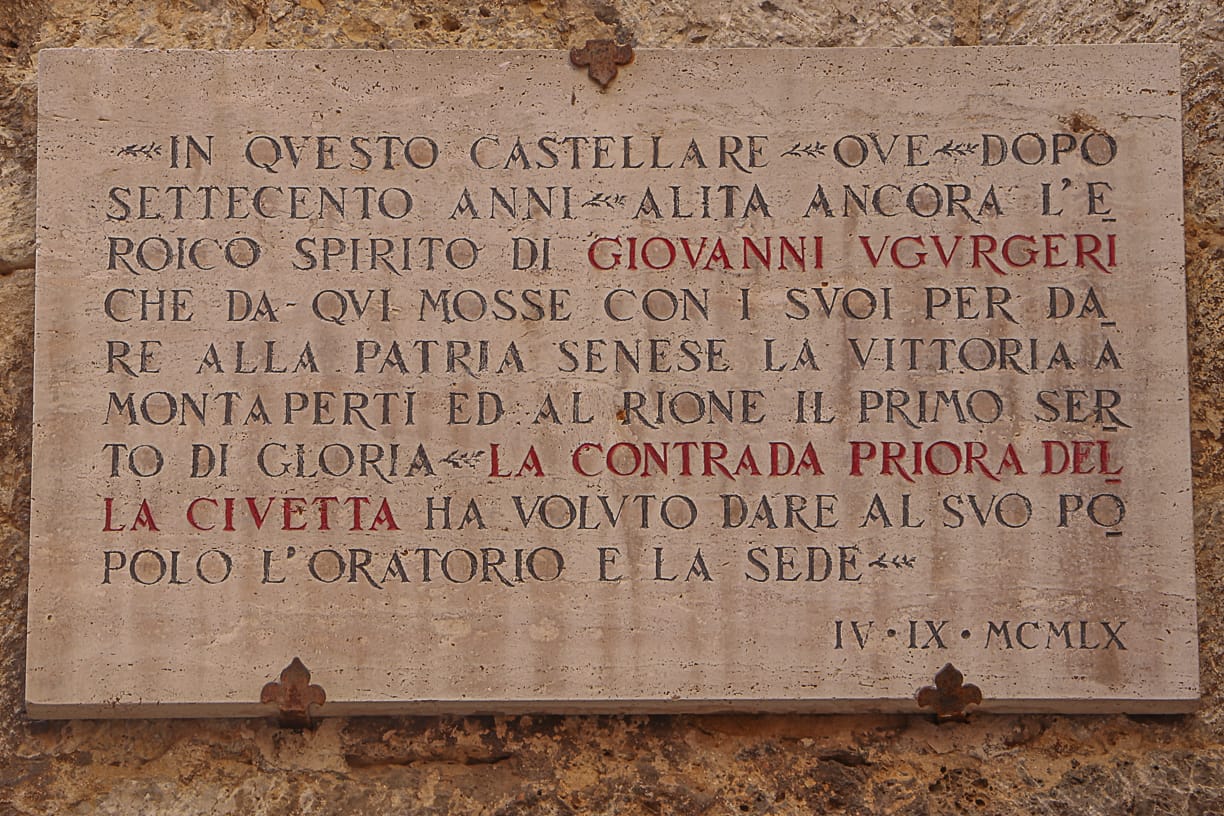 IN QVESTO CASTELLARE OVE DOPO
SETTECENTO ANNI ALITA ANCORA L'E
ROICO SPIRITO DI GIOVANNI VGVRGERI
CHE DA-QVI MOSSE CON I SVOI PER DA
RE ALLA PATRIA SENESE LA VITTORIA A
MONTAPERTI ED AL RIONE IL PRIMO SER
TO DI GLORIA LA CONTRADA PRIORA DEL
LA CIVETTA HA VOLVTO DARE AL SVO PO
POLO L'ORATORIO E LA SEDE
IV·IX·MCMLX